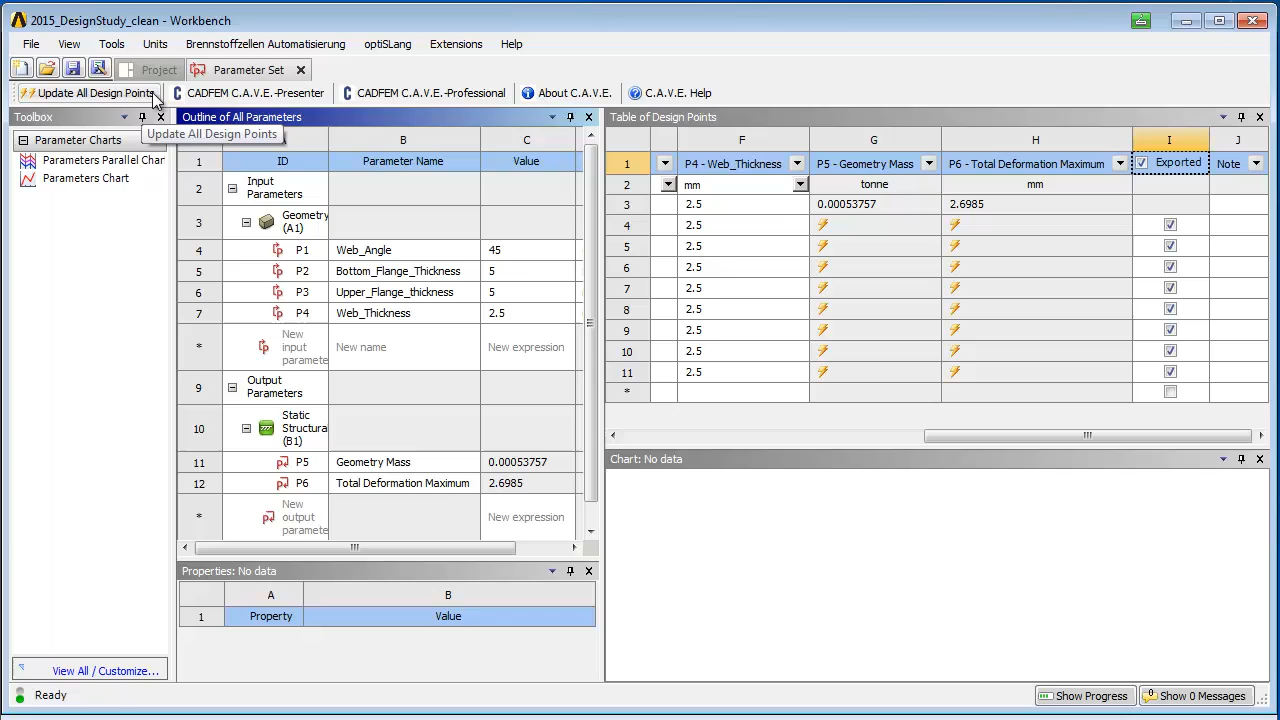 2015_DesignStudy_clean - Workbench
File View Tools Units Brennstoffzellen Automatisierung optiSLang Extensions Help
Project Parameter Set
Update All Design Points CADFEM C.A.V.E.-Presenter CADFEM C.A.V.E.-Professional About C.A.V.E. C.A.V.E. Help
Toolbox
Update All Design Points
Parameter Charts
Parameters Parallel Char
Parameters Chart
View All / Customize...
Outline of All Parameters
B C
1 ID Parameter Name Value
2 Input Parameters
3 Geometry (A1)
4 P1 Web_Angle 45
5 P2 Bottom_Flange_Thickness 5
6 P3 Upper_Flange_thickness 5
7 P4 Web_Thickness 2.5
* New input parameter New name New expression
9 Output Parameters
10 Static Structura (B1)
11 P5 Geometry Mass 0.00053757
12 P6 Total Deformation Maximum 2.6985
* New output paramete New expression
Properties: No data
A B
1 Property Value
Table of Design Points
F G H I J
1 P4 - Web_Thickness P5 - Geometry Mass P6 - Total Deformation Maximum Exported Note
2 mm tonne mm
3 2.5 0.00053757 2.6985
4 2.5
5 2.5
6 2.5
7 2.5
8 2.5
9 2.5
10 2.5
11 2.5
*
Chart: No data
Ready Show Progress Show 0 Messages